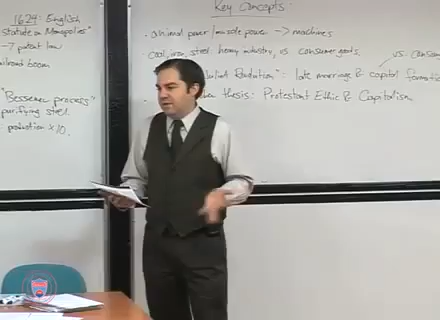 1624: English
Statute on Monopolies"
→ patent law
railroad boom
"Bessemer process"
purifying steel.
production x10.
Key Concepts:
· animal power/muscle power → machines
· coal, iron, steel heavy industry, vs consumer goods.
vs. consum
Revolution": late marriage & capital formation
thesis: Protestant Ethic & Capitalism